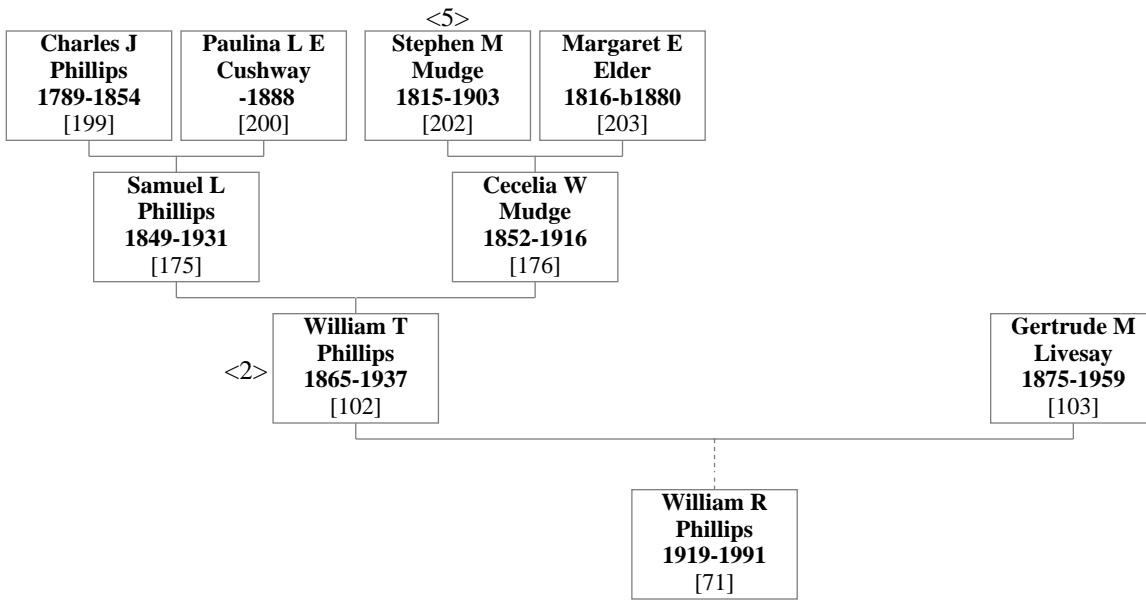 <5>
Charles J
Phillips
1789-1854
[199]
Paulina L E
Cushway
-1888
[200]
Stephen M
Mudge
1815-1903
[202]
Margaret E
Elder
1816-b1880
[203]
Samuel L
Phillips
1849-1931
[175]
Cecelia W
Mudge
1852-1916
[176]
<2>
William T
Phillips
1865-1937
[102]
Gertrude M
Livesay
1875-1959
[103]
William R
Phillips
1919-1991
[71]